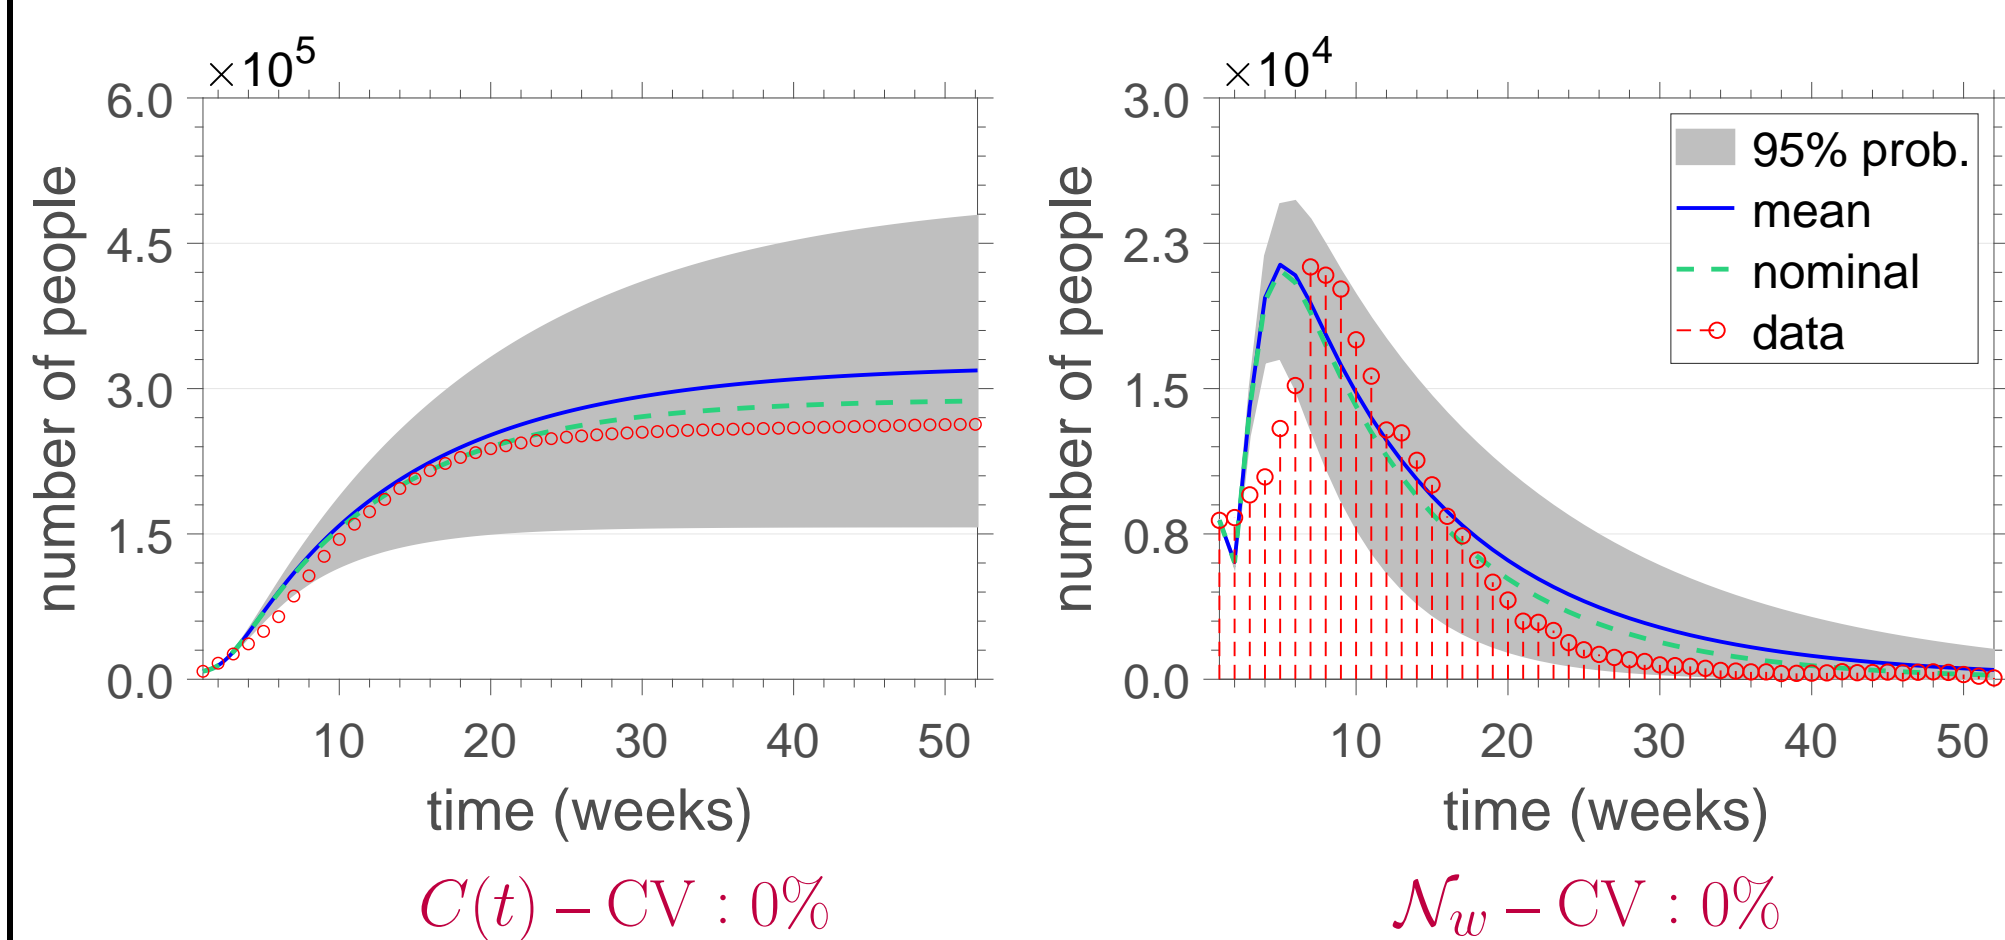 ×10^5
6.0
4.5
3.0
1.5
0.0
number of people
10 20 30 40 50
time (weeks)
C(t) – CV : 0%
×10^4
3.0
2.3
1.5
0.8
0.0
number of people
95% prob.
mean
nominal
data
10 20 30 40 50
time (weeks)
𝒩_w – CV : 0%